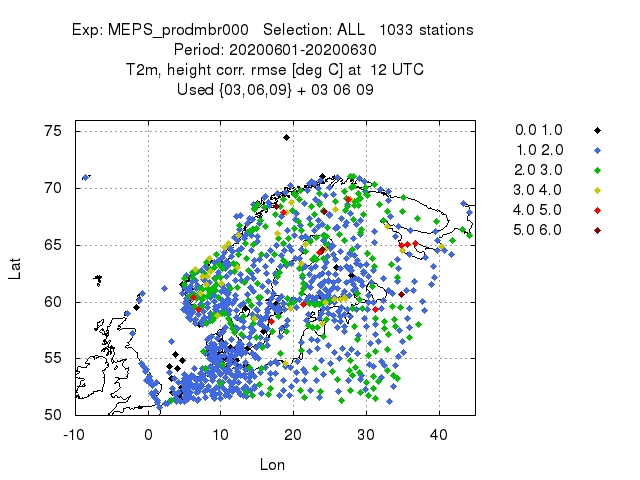 Exp: MEPS_prodmbr000 Selection: ALL 1033 stations
Period: 20200601-20200630
T2m, height corr. rmse [deg C] at 12 UTC
Used {03,06,09} + 03 06 09
75
70
65
60
55
50
Lat
-10 0 10 20 30 40
Lon
0.0 1.0
1.0 2.0
2.0 3.0
3.0 4.0
4.0 5.0
5.0 6.0